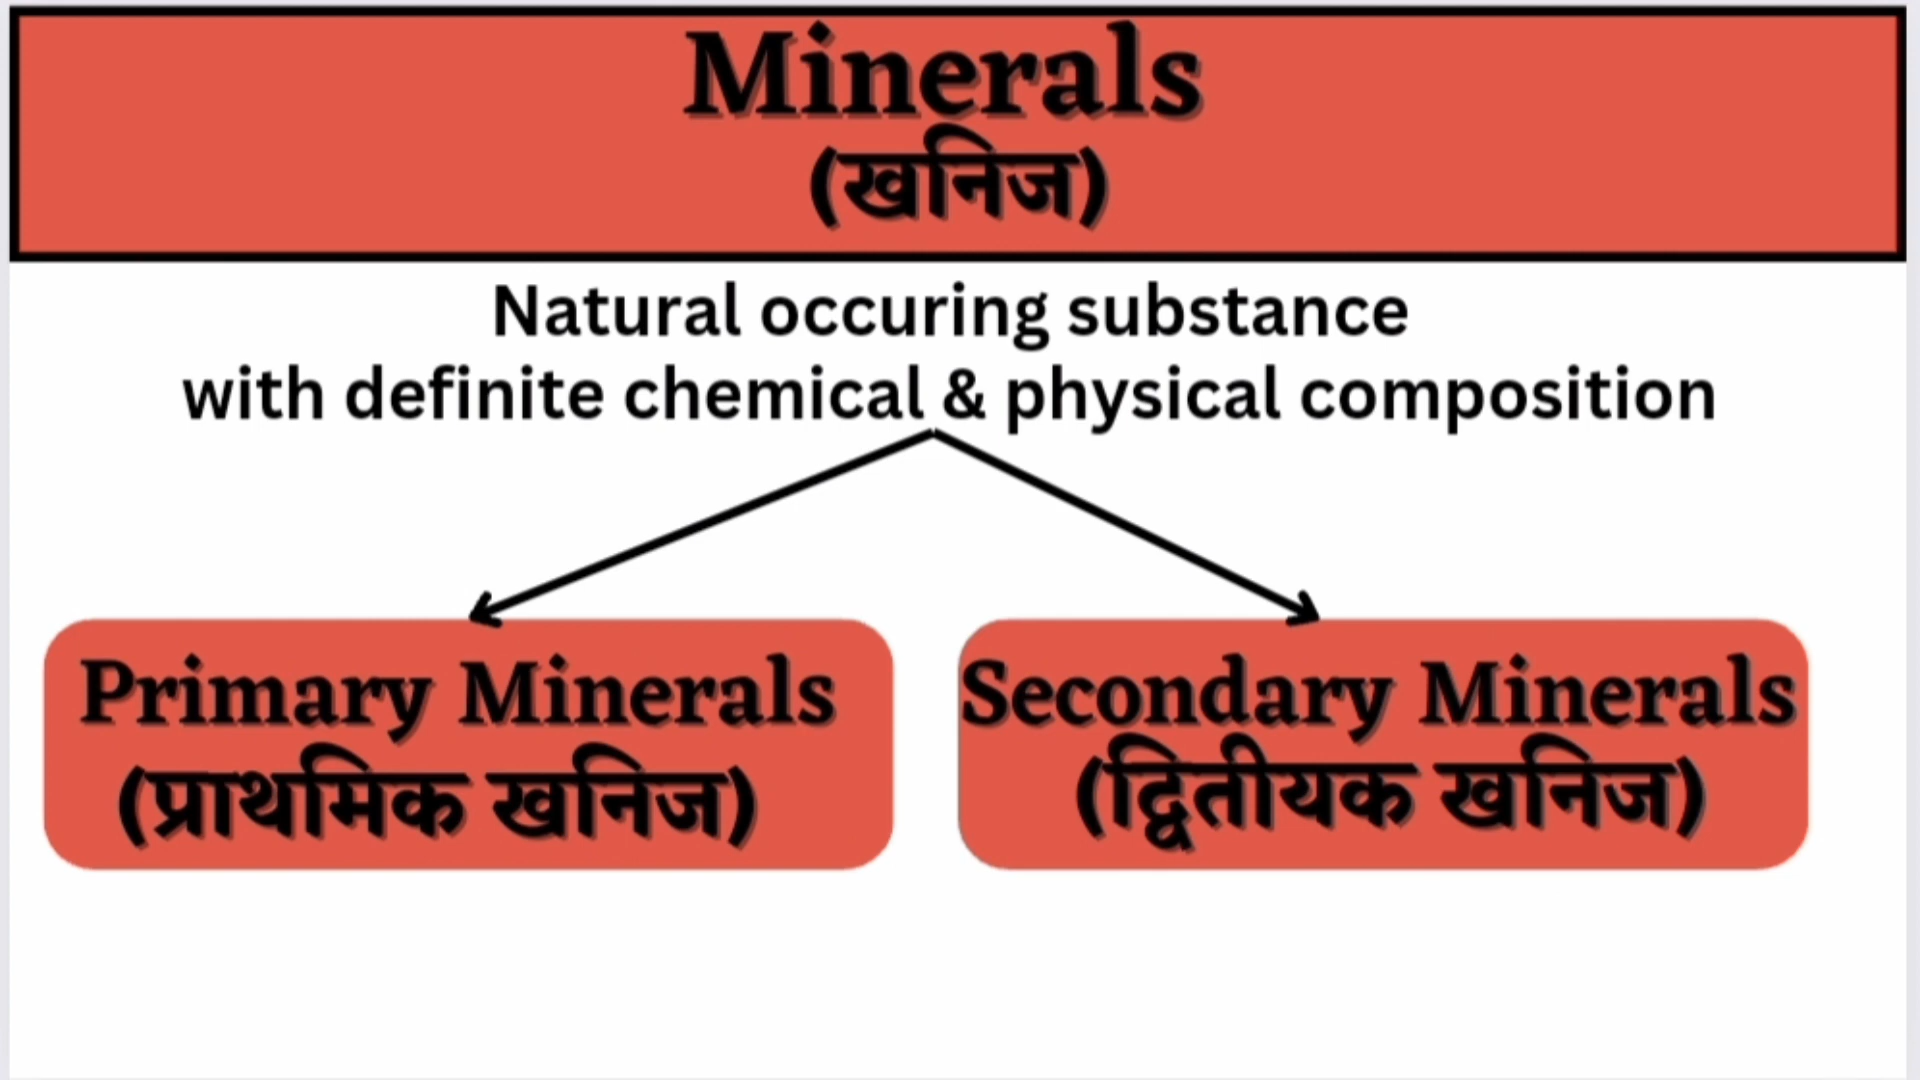 Minerals
(खनिज)
Natural occuring substance
with definite chemical & physical composition
Primary Minerals
(प्राथमिक खनिज)
Secondary Minerals
(द्वितीयक खनिज)